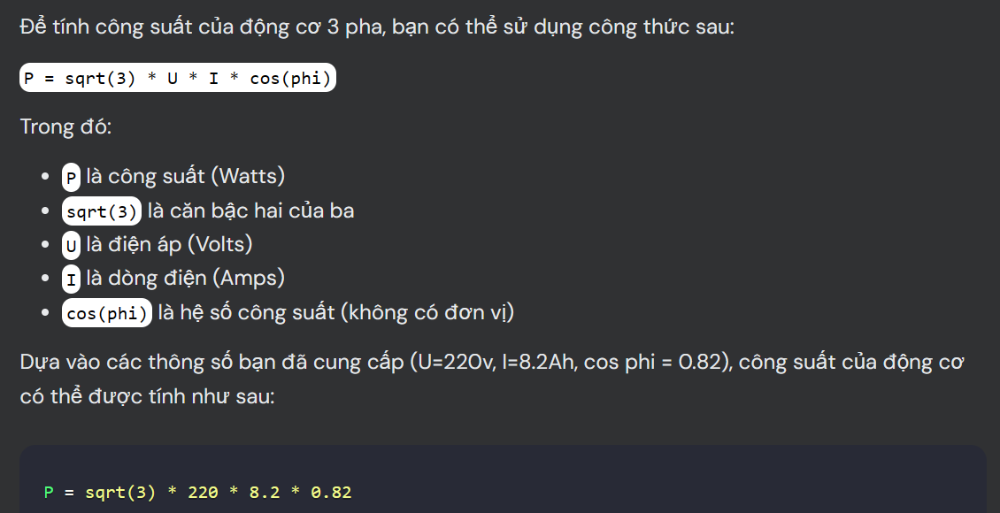 Để tính công suất của động cơ 3 pha, bạn có thể sử dụng công thức sau:
P = sqrt(3) * U * I * cos(phi)
Trong đó:
• P là công suất (Watts)
• sqrt(3) là căn bậc hai của ba
• U là điện áp (Volts)
• I là dòng điện (Amps)
• cos(phi) là hệ số công suất (không có đơn vị)
Dựa vào các thông số bạn đã cung cấp (U=220v, I=8.2Ah, cos phi = 0.82), công suất của động cơ
có thể được tính như sau:
P = sqrt(3) * 220 * 8.2 * 0.82